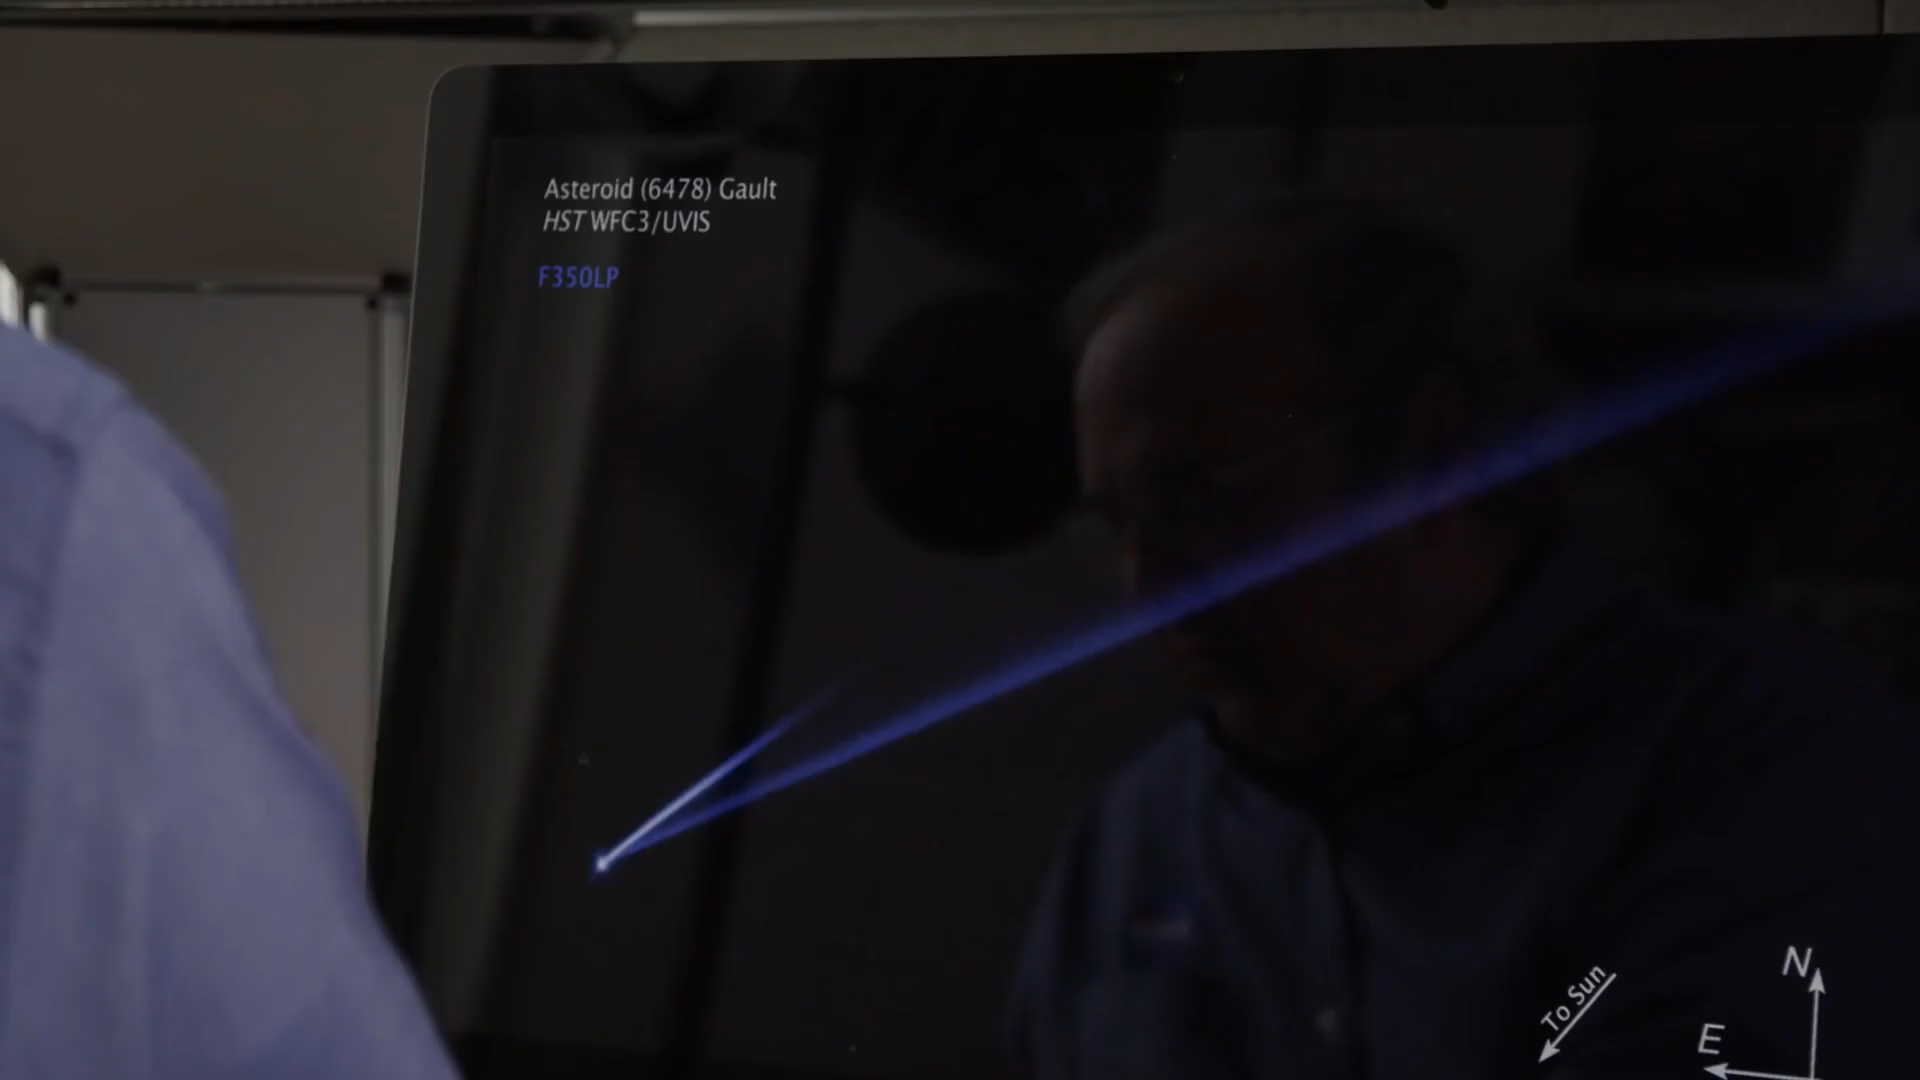 Asteroid (6478) Gault
HST WFC3/UVIS
F350LP
To Sun
N
E